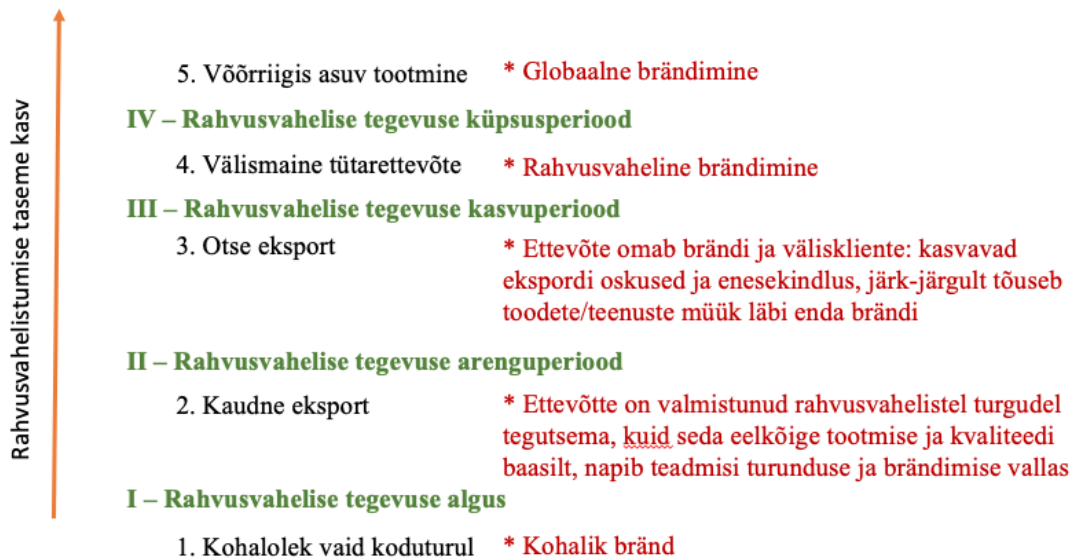 Rahvusvahelistumise taseme kasv
5. Võõrriigis asuv tootmine * Globaalne brändimine
IV – Rahvusvahelise tegevuse küpsusperiood
4. Välismaine tütarettevõte * Rahvusvaheline brändimine
III – Rahvusvahelise tegevuse kasvuperiood
3. Otse eksport * Ettevõte omab brändi ja väliskliente: kasvavad
ekspordi oskused ja enesekindlus, järk-järgult tõuseb
toodete/teenuste müük läbi enda brändi
II – Rahvusvahelise tegevuse arenguperiood
2. Kaudne eksport * Ettevõtte on valmistunud rahvusvahelistel turgudel
tegutsema, kuid seda eelkõige tootmise ja kvaliteedi
baasilt, napib teadmisi turunduse ja brändimise vallas
I – Rahvusvahelise tegevuse algus
1. Kohalolek vaid koduturul * Kohalik bränd